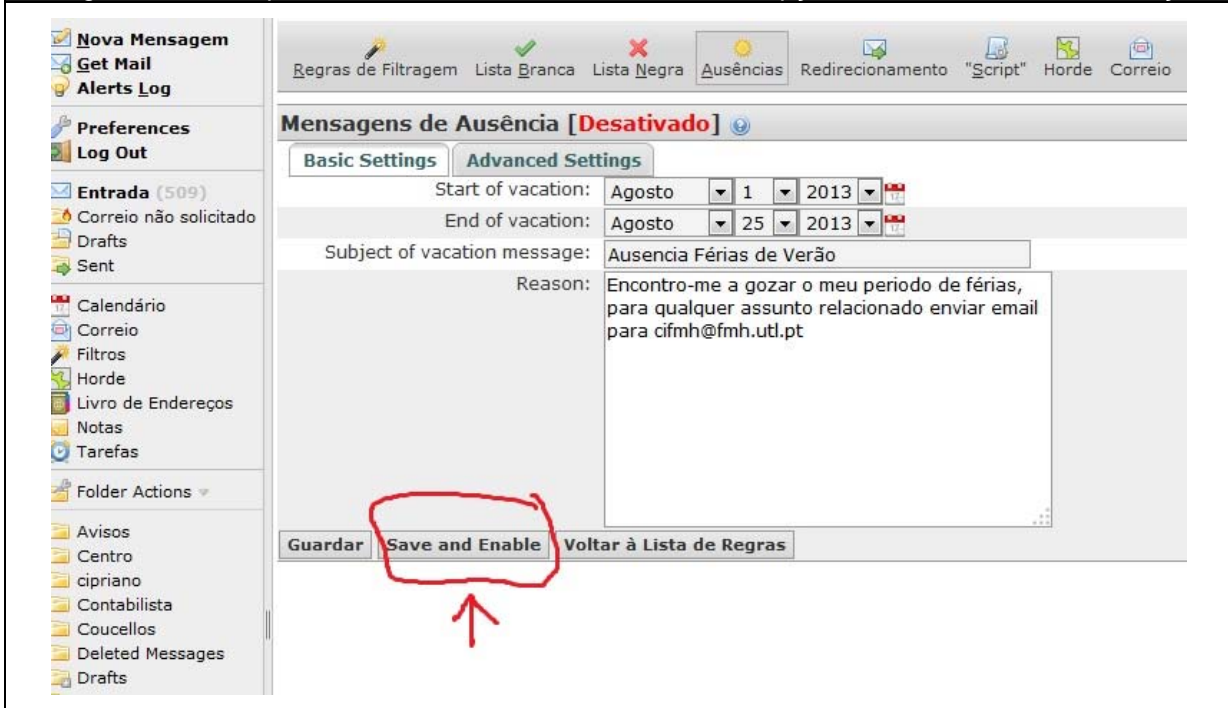 Nova Mensagem
Get Mail
Alerts Log
Preferences
Log Out
Entrada (509)
Correio não solicitado
Drafts
Sent
Calendário
Correio
Filtros
Horde
Livro de Endereços
Notas
Tarefas
Folder Actions
Avisos
Centro
cipriano
Contabilista
Coucellos
Deleted Messages
Drafts
Regras de Filtragem Lista Branca Lista Negra Ausências Redirecionamento "Script" Horde Correio
Mensagens de Ausência [Desativado]
Basic Settings Advanced Settings
Start of vacation: Agosto 1 2013
End of vacation: Agosto 25 2013
Subject of vacation message: Ausencia Férias de Verão
Reason: Encontro-me a gozar o meu periodo de férias,
para qualquer assunto relacionado enviar email
para cifmh@fmh.utl.pt
Guardar Save and Enable Voltar à Lista de Regras